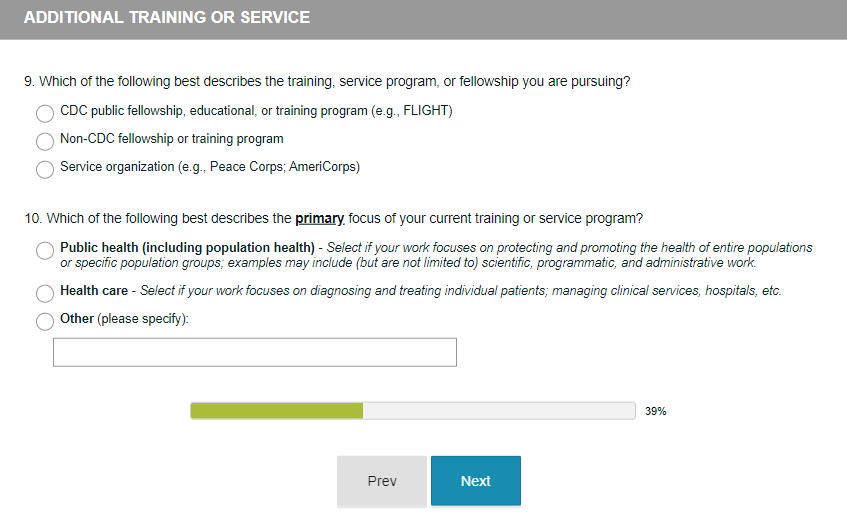 ADDITIONAL TRAINING OR SERVICE
9. Which of the following best describes the training, service program, or fellowship you are pursuing?
CDC public fellowship, educational, or training program (e.g., FLIGHT)
Non-CDC fellowship or training program
Service organization (e.g., Peace Corps; AmeriCorps)
10. Which of the following best describes the primary focus of your current training or service program?
Public health (including population health) - Select if your work focuses on protecting and promoting the health of entire populations
or specific population groups; examples may include (but are not limited to) scientific, programmatic, and administrative work.
Health care - Select if your work focuses on diagnosing and treating individual patients; managing clinical services, hospitals, etc.
Other (please specify):
39%
Prev
Next